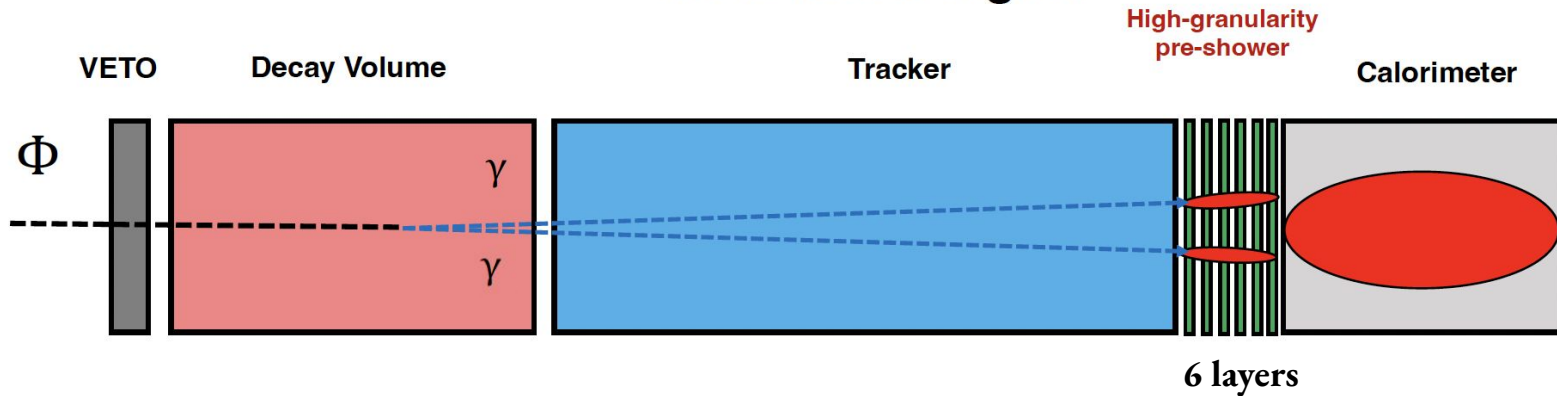 High-granularity
pre-shower
VETO
Decay Volume
Tracker
Calorimeter
Φ
γ
γ
6 layers